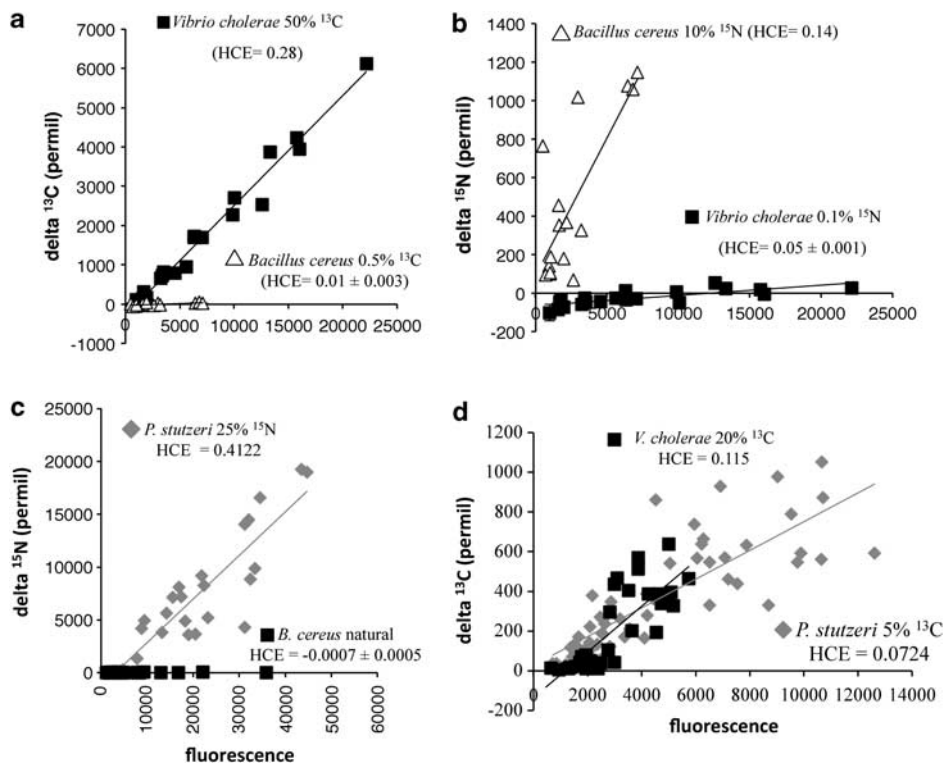 a
Vibrio cholerae 50% ¹³C
(HCE= 0.28)
7000
6000
5000
4000
3000
2000
1000
0
-1000
delta ¹³C (permil)
Bacillus cereus 0.5% ¹³C
(HCE= 0.01 ± 0.003)
0
5000
10000
15000
20000
25000
b
Bacillus cereus 10% ¹⁵N (HCE= 0.14)
1400
1200
1000
800
600
400
200
0
-200
delta ¹⁵N (permil)
Vibrio cholerae 0.1% ¹⁵N
(HCE= 0.05 ± 0.001)
0
5000
10000
15000
20000
25000
c
P. stutzeri 25% ¹⁵N
HCE = 0.4122
25000
20000
15000
10000
5000
0
delta ¹⁵N (permil)
B. cereus natural
HCE = -0.0007 ± 0.0005
0
10000
20000
30000
40000
50000
60000
fluorescence
d
V. cholerae 20% ¹³C
HCE = 0.115
1200
1000
800
600
400
200
0
-200
delta ¹³C (permil)
P. stutzeri 5% ¹³C
HCE = 0.0724
0
2000
4000
6000
8000
10000
12000
14000
fluorescence